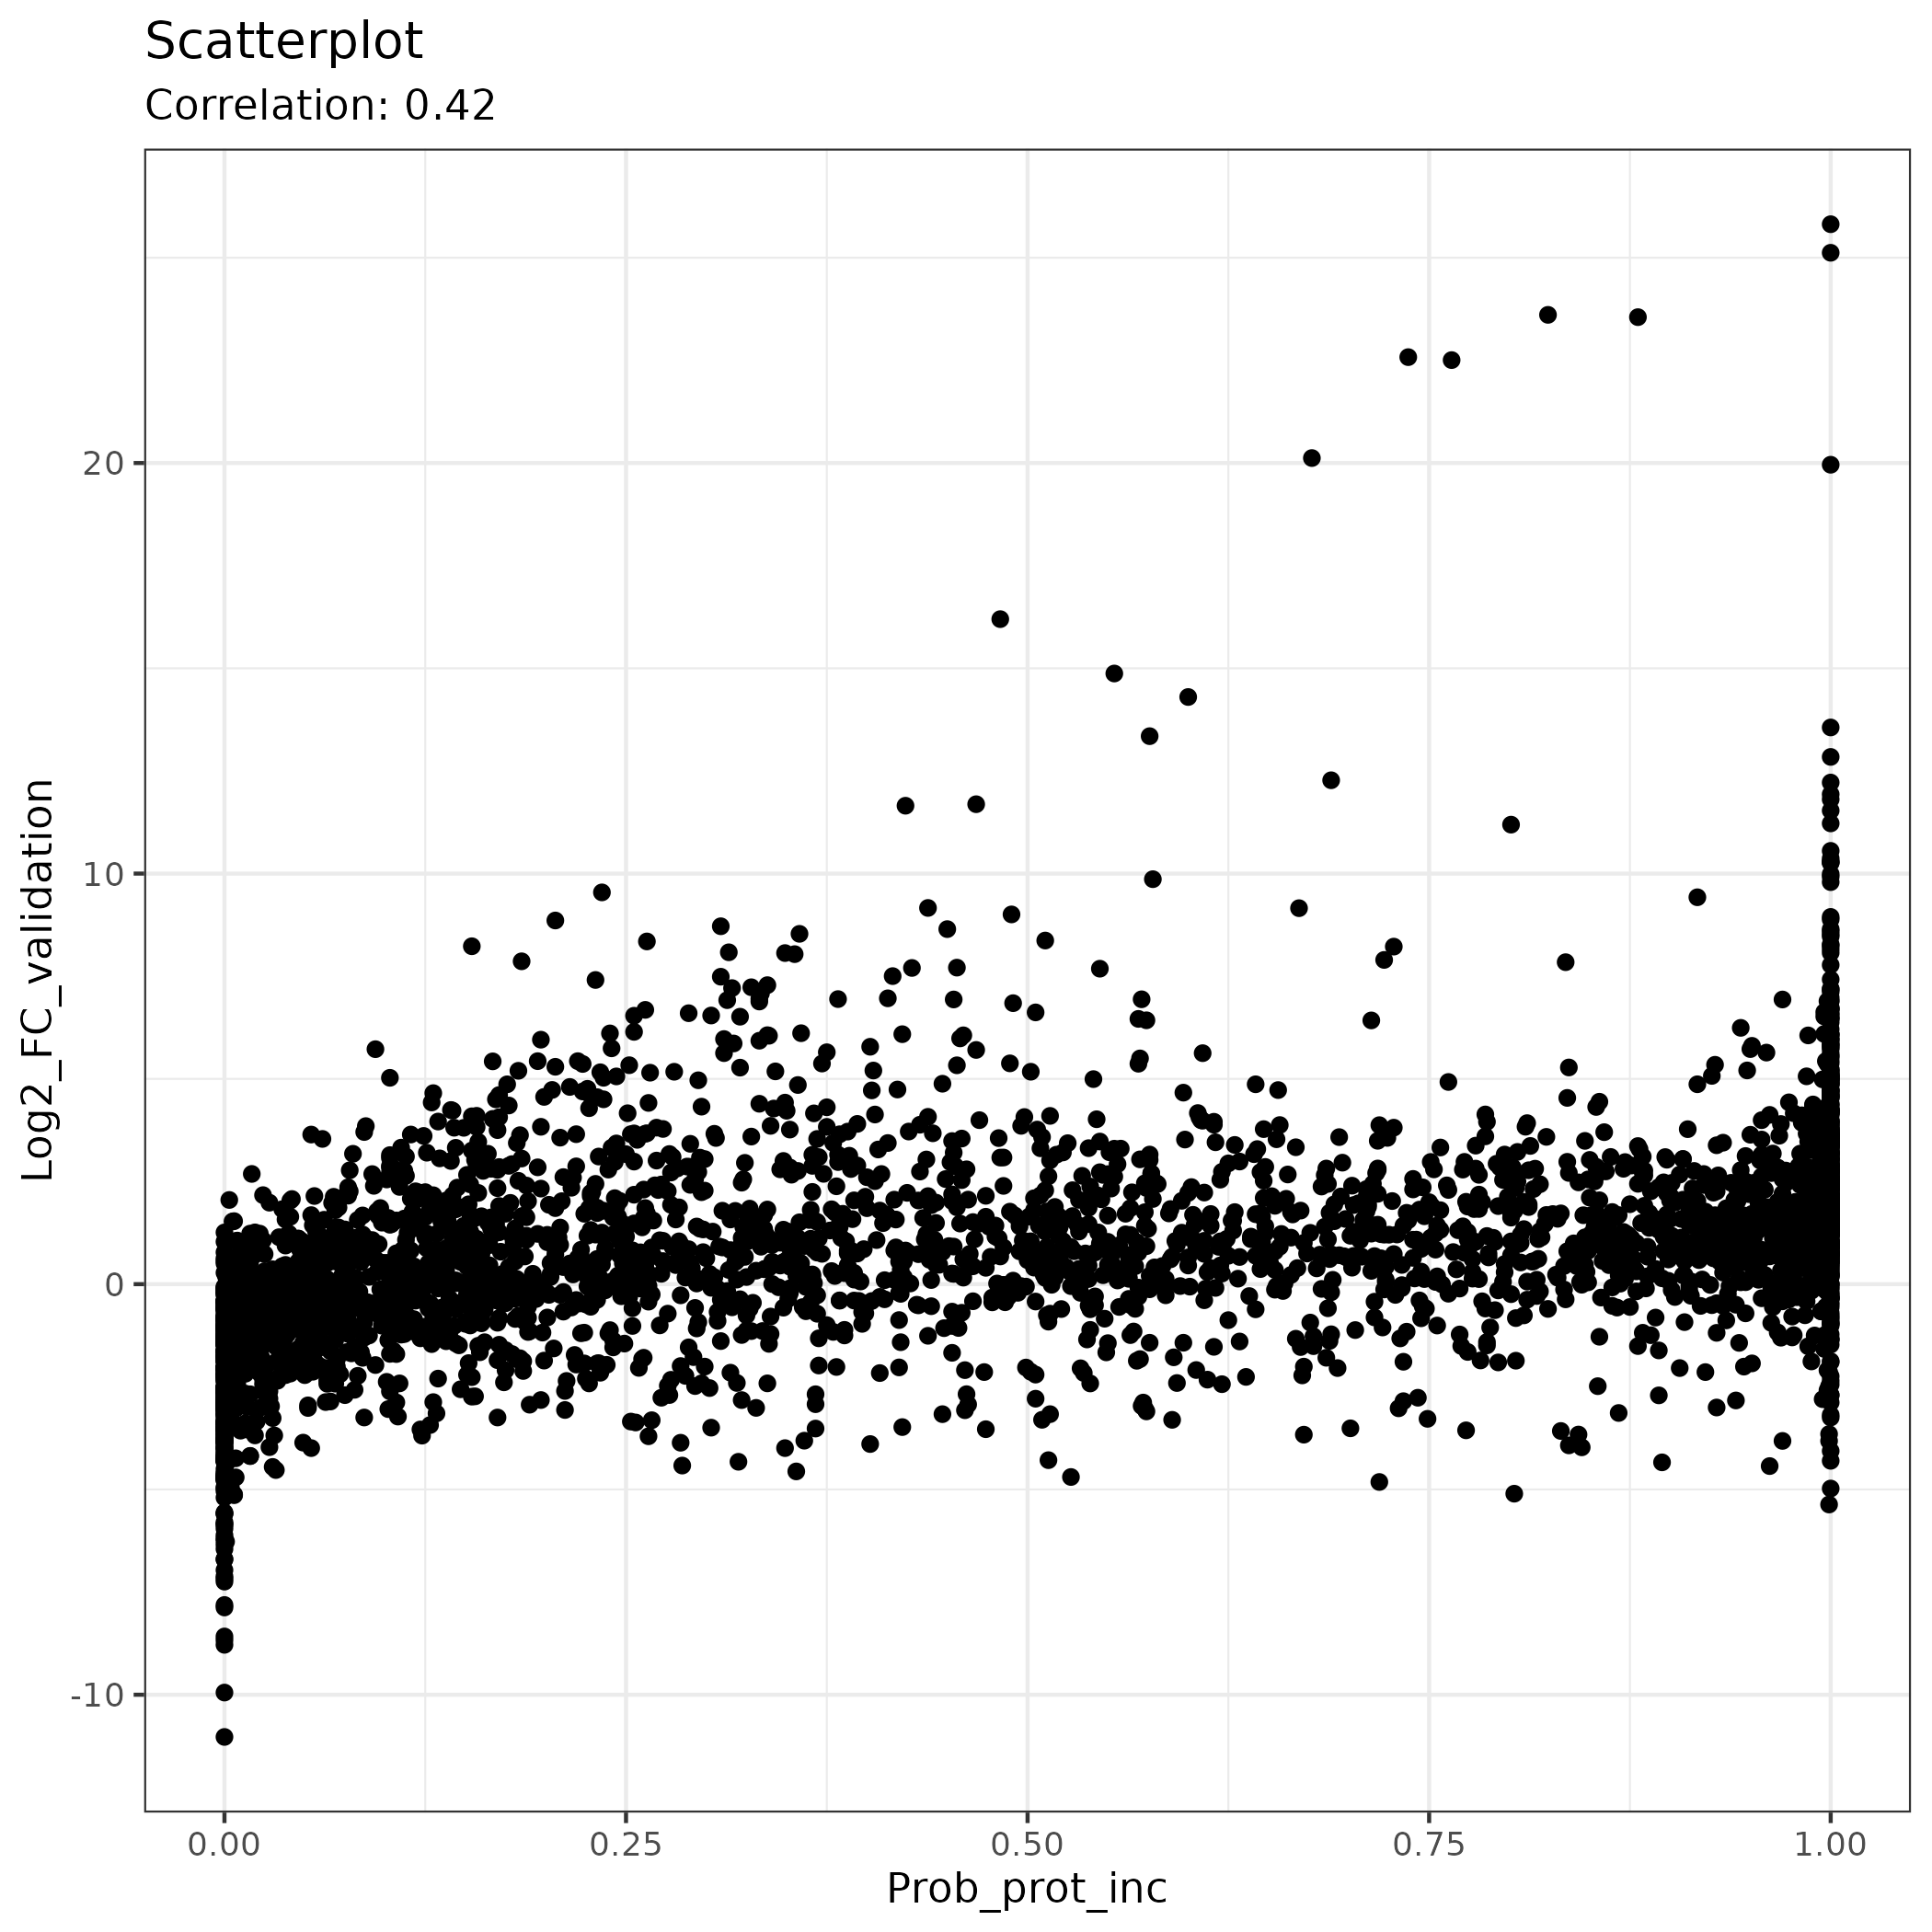 Scatterplot
Correlation: 0.42
Log2_FC_validation
20
10
0
-10
0.00 0.25 0.50 0.75 1.00
Prob_prot_inc